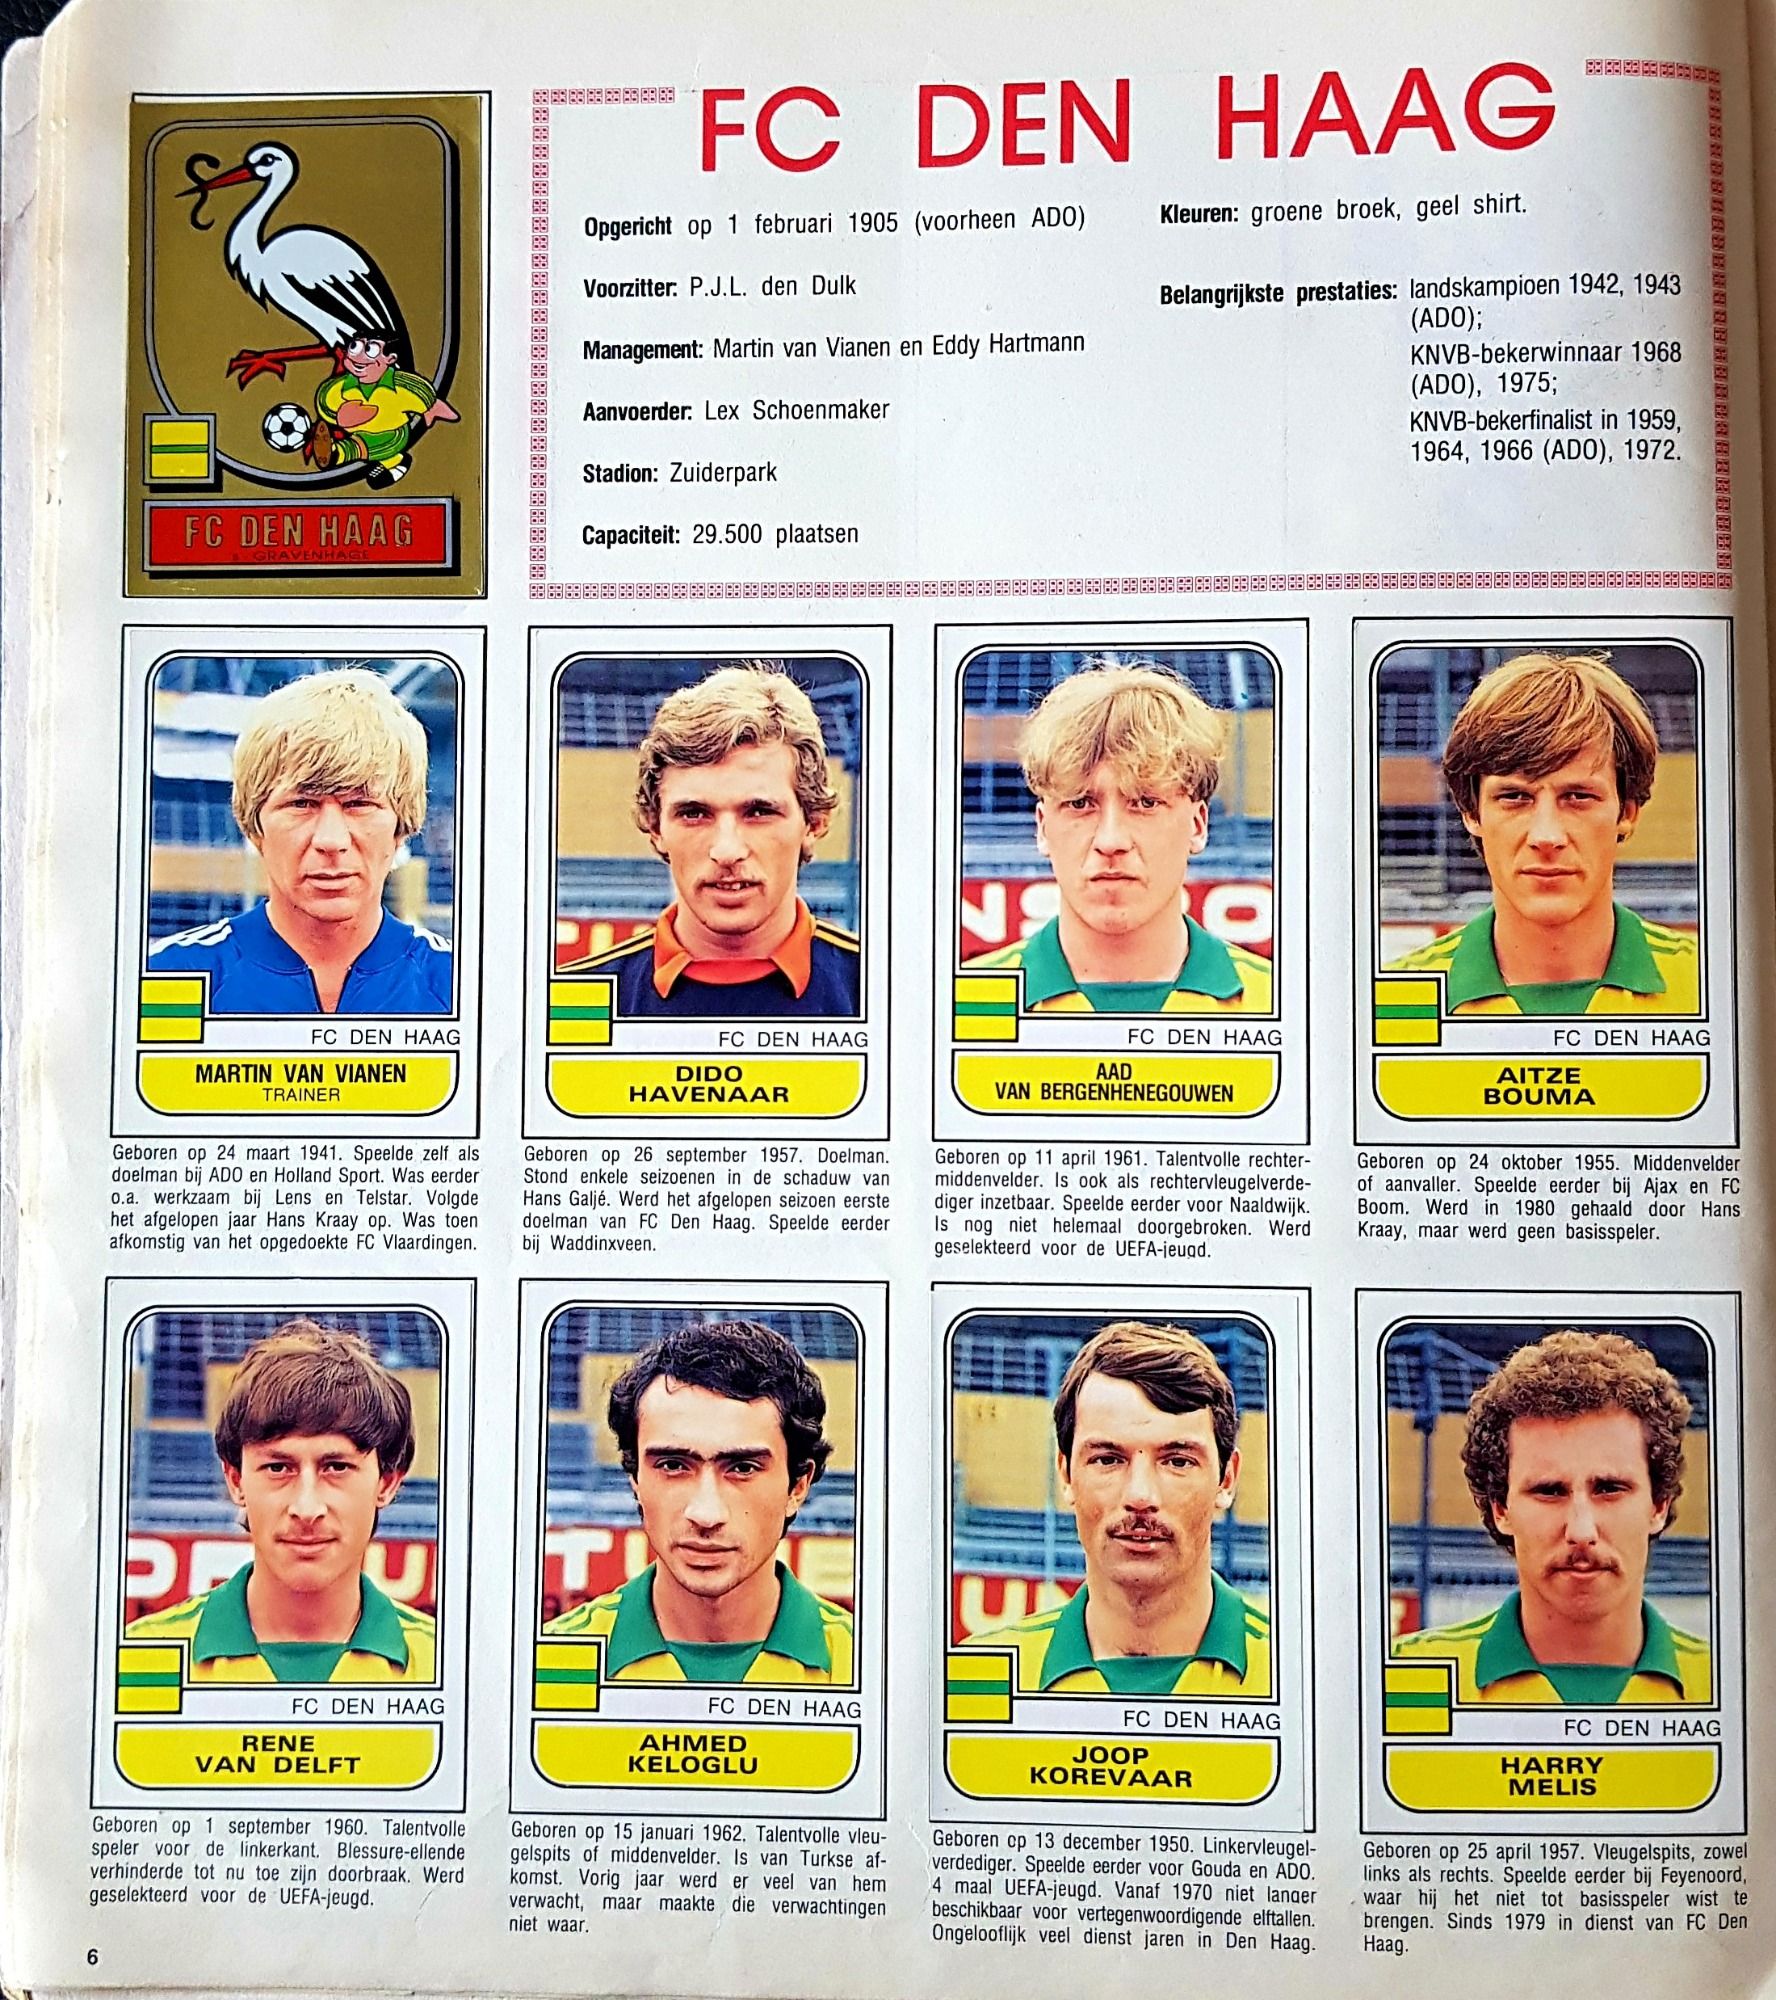 FC DEN HAAG
Opgericht op 1 februari 1905 (voorheen ADO)
Voorzitter: P.J.L. den Dulk
Management: Martin van Vianen en Eddy Hartmann
Aanvoerder: Lex Schoenmaker
Stadion: Zuiderpark
Capaciteit: 29.500 plaatsen
Kleuren: groene broek, geel shirt.
Belangrijkste prestaties: landskampioen 1942, 1943
(ADO);
KNVB-bekerwinnaar 1968
(ADO), 1975;
KNVB-bekerfinalist in 1959,
1964, 1966 (ADO), 1972.
FC DEN HAAG
s-GRAVENHAGE
FC DEN HAAG
MARTIN VAN VIANEN
TRAINER
Geboren op 24 maart 1941. Speelde zelf als
doelman bij ADO en Holland Sport. Was eerder
o.a. werkzaam bij Lens en Telstar. Volgde
het afgelopen jaar Hans Kraay op. Was toen
afkomstig van het opgedoekte FC Vlaardingen.
FC DEN HAAG
DIDO
HAVENAAR
Geboren op 26 september 1957. Doelman.
Stond enkele seizoenen in de schaduw van
Hans Galjé. Werd het afgelopen seizoen eerste
doelman van FC Den Haag. Speelde eerder
bij Waddinxveen.
FC DEN HAAG
AAD
VAN BERGENHENEGOUWEN
Geboren op 11 april 1961. Talentvolle rechter-
middenvelder. Is ook als rechtervleugelverde-
diger inzetbaar. Speelde eerder voor Naaldwijk.
Is nog niet helemaal doorgebroken. Werd
geselekteerd voor de UEFA-jeugd.
FC DEN HAAG
AITZE
BOUMA
Geboren op 24 oktober 1955. Middenvelder
of aanvaller. Speelde eerder bij Ajax en FC
Boom. Werd in 1980 gehaald door Hans
Kraay, maar werd geen basisspeler.
FC DEN HAAG
RENE
VAN DELFT
Geboren op 1 september 1960. Talentvolle
speler voor de linkerkant. Blessure-ellende
verhinderde tot nu toe zijn doorbraak. Werd
geselekteerd voor de UEFA-jeugd.
FC DEN HAAG
AHMED
KELOGLU
Geboren op 15 januari 1962. Talentvolle vleu-
gelspits of middenvelder. Is van Turkse af-
komst. Vorig jaar werd er veel van hem
verwacht, maar maakte die verwachtingen
niet waar.
FC DEN HAAG
JOOP
KOREVAAR
Geboren op 13 december 1950. Linkervleugel-
verdediger. Speelde eerder voor Gouda en ADO.
4 maal UEFA-jeugd. Vanaf 1970 niet langer
beschikbaar voor vertegenwoordigende elftallen.
Ongelooflijk veel dienst jaren in Den Haag.
FC DEN HAAG
HARRY
MELIS
Geboren op 25 april 1957. Vleugelspits, zowel
links als rechts. Speelde eerder bij Feyenoord,
waar hij het niet tot basisspeler wist te
brengen. Sinds 1979 in dienst van FC Den
Haag.
6